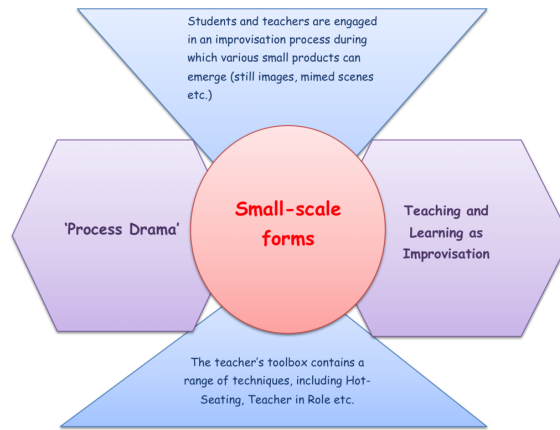 Students and teachers are engaged
in an improvisation process during
which various small products can
emerge (still images, mimed scenes
etc.)
'Process Drama'
Small-scale
forms
Teaching and
Learning as
Improvisation
The teacher's toolbox contains a
range of techniques, including Hot-
Seating, Teacher in Role etc.